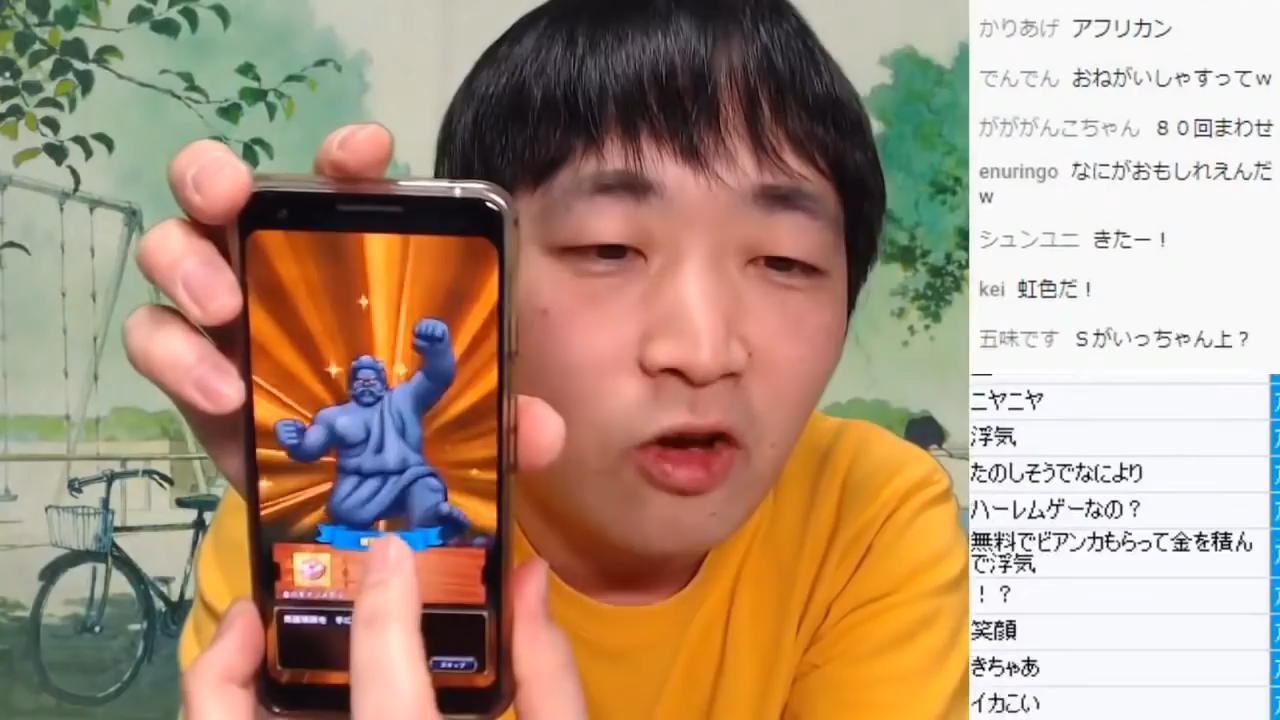 かりあげ アフリカン
でんでん おねがいしゃすってｗ
がががんこちゃん ８０回まわせ
enuringo なにがおもしれえんだ
w
シュンユニ きたー！
kei 虹色だ！
五味です Ｓがいっちゃん上？
ニヤニヤ
浮気
たのしそうでなにより
ハーレムゲーなの？
無料でビアンカもらって金を積ん
で浮気
！？
笑顔
きちゃあ
イカこい
スキップ